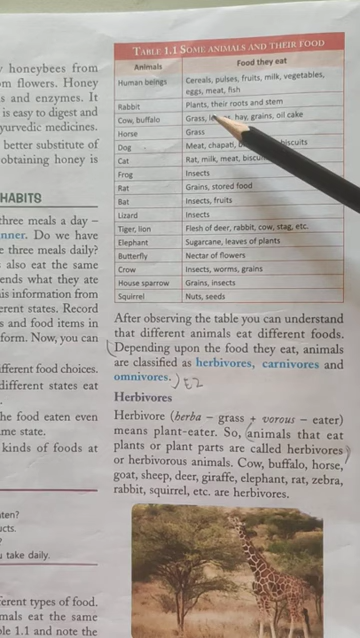 y honeybees from
om flowers. Honey
s and enzymes. It
is easy to digest and
yurvedic medicines.
better substitute of
obtaining honey is
HABITS
three meals a day –
nner. Do we have
e three meals daily?
also eat the same
ends what they ate
is information from
erent states. Record
s and food items in
form. Now, you can
fferent food choices.
different states eat
he food eaten even
me state.
kinds of foods at
ten?
ucts.
?
u take daily.
ferent types of food.
mals eat the same
ble 1.1 and note the
TABLE 1.1 SOME ANIMALS AND THEIR FOOD
Animals Food they eat
Human beings Cereals, pulses, fruits, milk, vegetables,
eggs, meat, fish
Rabbit Plants, their roots and stem
Cow, buffalo Grass, hay, grains, oil cake
Horse Grass
Dog Meat, chapati, biscuits
Cat Rat, milk, meat,
Frog Insects
Rat Grains, stored food
Bat Insects, fruits
Lizard Insects
Tiger, lion Flesh of deer, rabbit, cow, stag, etc.
Elephant Sugarcane, leaves of plants
Butterfly Nectar of flowers
Crow Insects, worms, grains
House sparrow Grains, insects
Squirrel Nuts, seeds
After observing the table you can understand
that different animals eat different foods.
Depending upon the food they eat, animals
are classified as herbivores, carnivores and
omnivores.
Herbivores
Herbivore (herba – grass + vorous – eater)
means plant-eater. So, animals that eat
plants or plant parts are called herbivores
or herbivorous animals. Cow, buffalo, horse,
goat, sheep, deer, giraffe, elephant, rat, zebra,
rabbit, squirrel, etc. are herbivores.